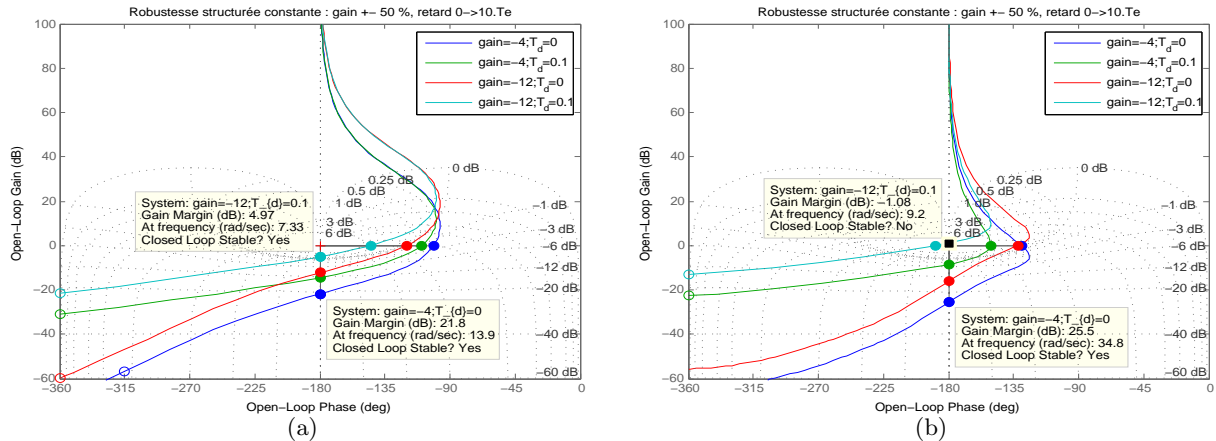 Robustesse structurée constante : gain +− 50 %, retard 0−>10.Te
100
80
60
40
20
0
−20
−40
−60
Open−Loop Gain (dB)
gain=−4;T_d=0
gain=−4;T_d=0.1
gain=−12;T_d=0
gain=−12;T_d=0.1
0 dB
0.25 dB
0.5 dB
1 dB
3 dB
6 dB
−1 dB
−3 dB
−6 dB
−12 dB
−20 dB
−40 dB
−60 dB
System: gain=−12;T_{d}=0.1
Gain Margin (dB): 4.97
At frequency (rad/sec): 7.33
Closed Loop Stable? Yes
System: gain=−4;T_{d}=0
Gain Margin (dB): 21.8
At frequency (rad/sec): 13.9
Closed Loop Stable? Yes
−360
−315
−270
−225
−180
−135
−90
−45
0
Open−Loop Phase (deg)
(a)
Robustesse structurée constante : gain +− 50 %, retard 0−>10.Te
100
80
60
40
20
0
−20
−40
−60
Open−Loop Gain (dB)
gain=−4;T_d=0
gain=−4;T_d=0.1
gain=−12;T_d=0
gain=−12;T_d=0.1
0 dB
0.25 dB
0.5 dB
1 dB
3 dB
6 dB
−1 dB
−3 dB
−6 dB
−12 dB
−20 dB
−40 dB
−60 dB
System: gain=−12;T_{d}=0.1
Gain Margin (dB): −1.08
At frequency (rad/sec): 9.2
Closed Loop Stable? No
System: gain=−4;T_{d}=0
Gain Margin (dB): 25.5
At frequency (rad/sec): 34.8
Closed Loop Stable? Yes
−360
−315
−270
−225
−180
−135
−90
−45
0
Open−Loop Phase (deg)
(b)